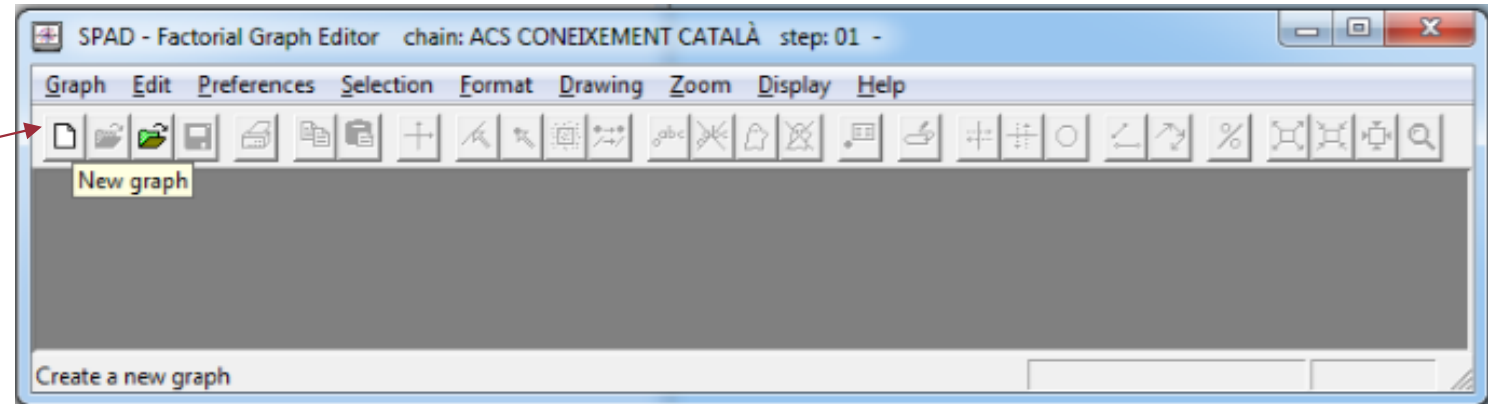 SPAD - Factorial Graph Editor chain: ACS CONEIXEMENT CATALÀ step: 01 -
Graph Edit Preferences Selection Format Drawing Zoom Display Help
abc %
New graph
Create a new graph